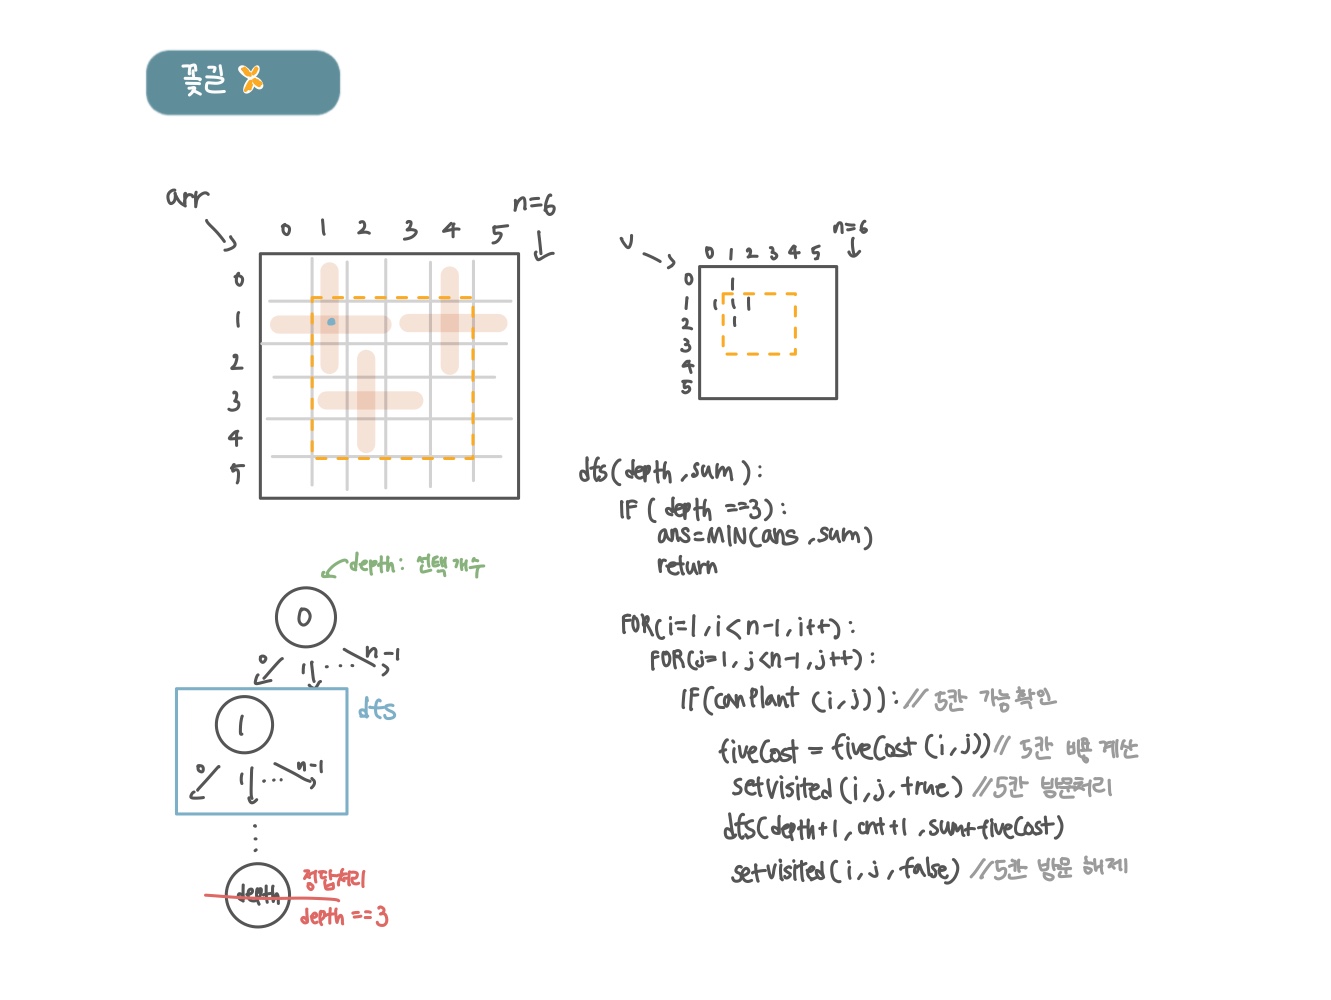 꽃길
arr
n=6
0 1 2 3 4 5
0
1
2
3
4
5
v
n=6
0 1 2 3 4 5
0
1
2
3
4
5
1
1 1 1
1
dfs(depth, sum):
IF( depth ==3):
ans=MIN(ans, sum)
return
FOR(i=1, i<n-1, i++):
FOR(j=1, j<n-1, j++):
IF(canPlant (i,j)): // 5칸 가능확인
fiveCost = fiveCost(i,j)) // 5칸 비용 계산
setvisited(i,j,true) //5칸 방문처리
dfs(depth+1, cnt+1, sum+fiveCost)
setvisited(i,j,false) //5칸 방문 해제
depth: 선택 개수
0
0 1 ···· n-1
1
dfs
0 1 ··· n-1
depth
정답처리
depth ==3